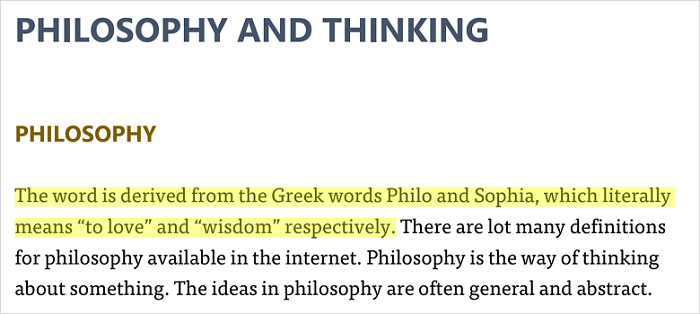 PHILOSOPHY AND THINKING
PHILOSOPHY
The word is derived from the Greek words Philo and Sophia, which literally
means “to love” and “wisdom” respectively. There are lot many definitions
for philosophy available in the internet. Philosophy is the way of thinking
about something. The ideas in philosophy are often general and abstract.